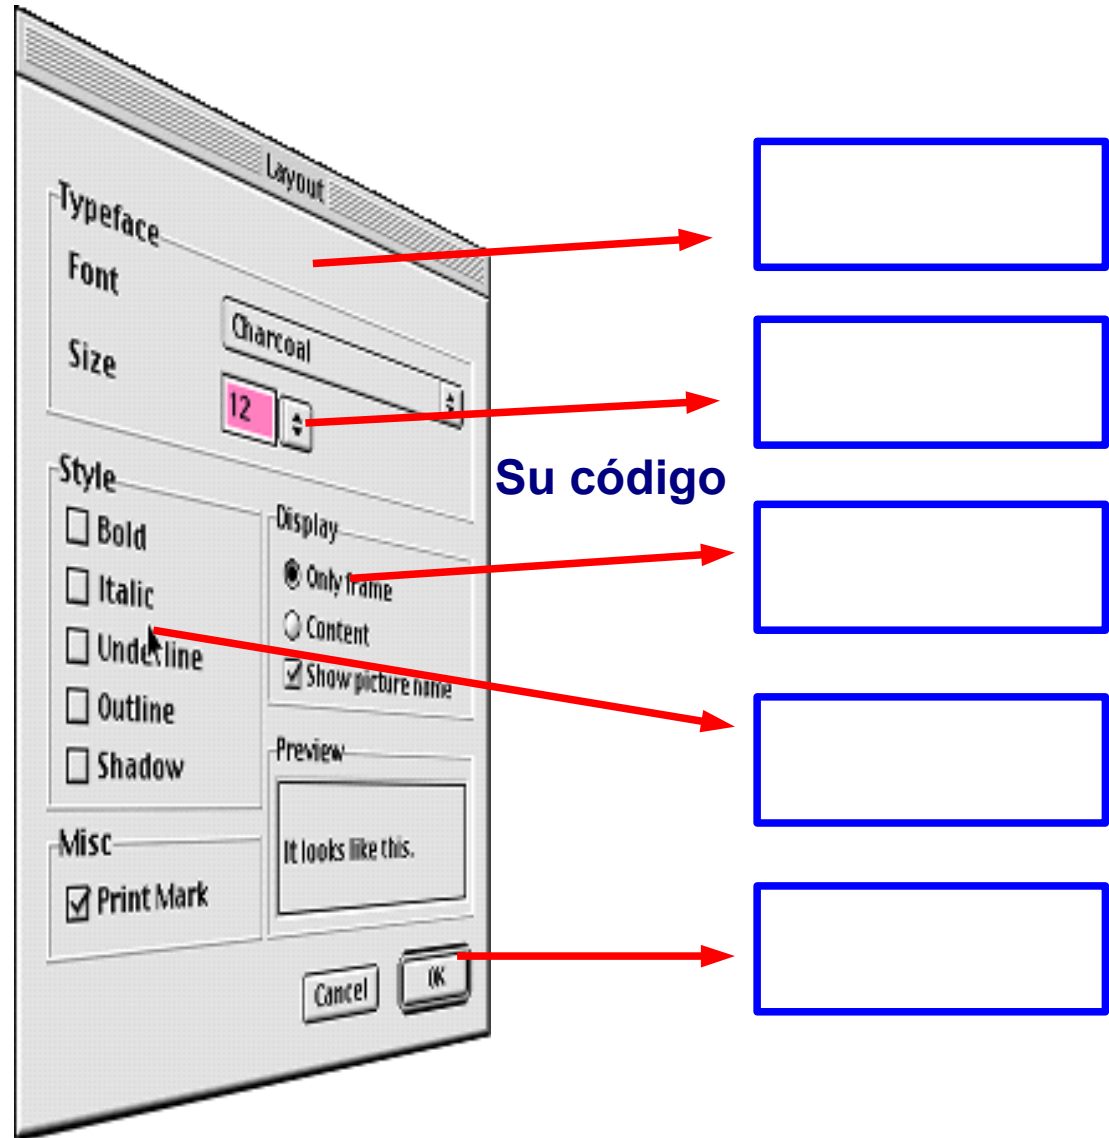 Layout
Typeface
Font
Charcoal
Size
12
Su código
Style
Bold
Italic
Underline
Outline
Shadow
Display
Only frame
Content
Show picture name
Preview
It looks like this.
Misc
Print Mark
Cancel
OK